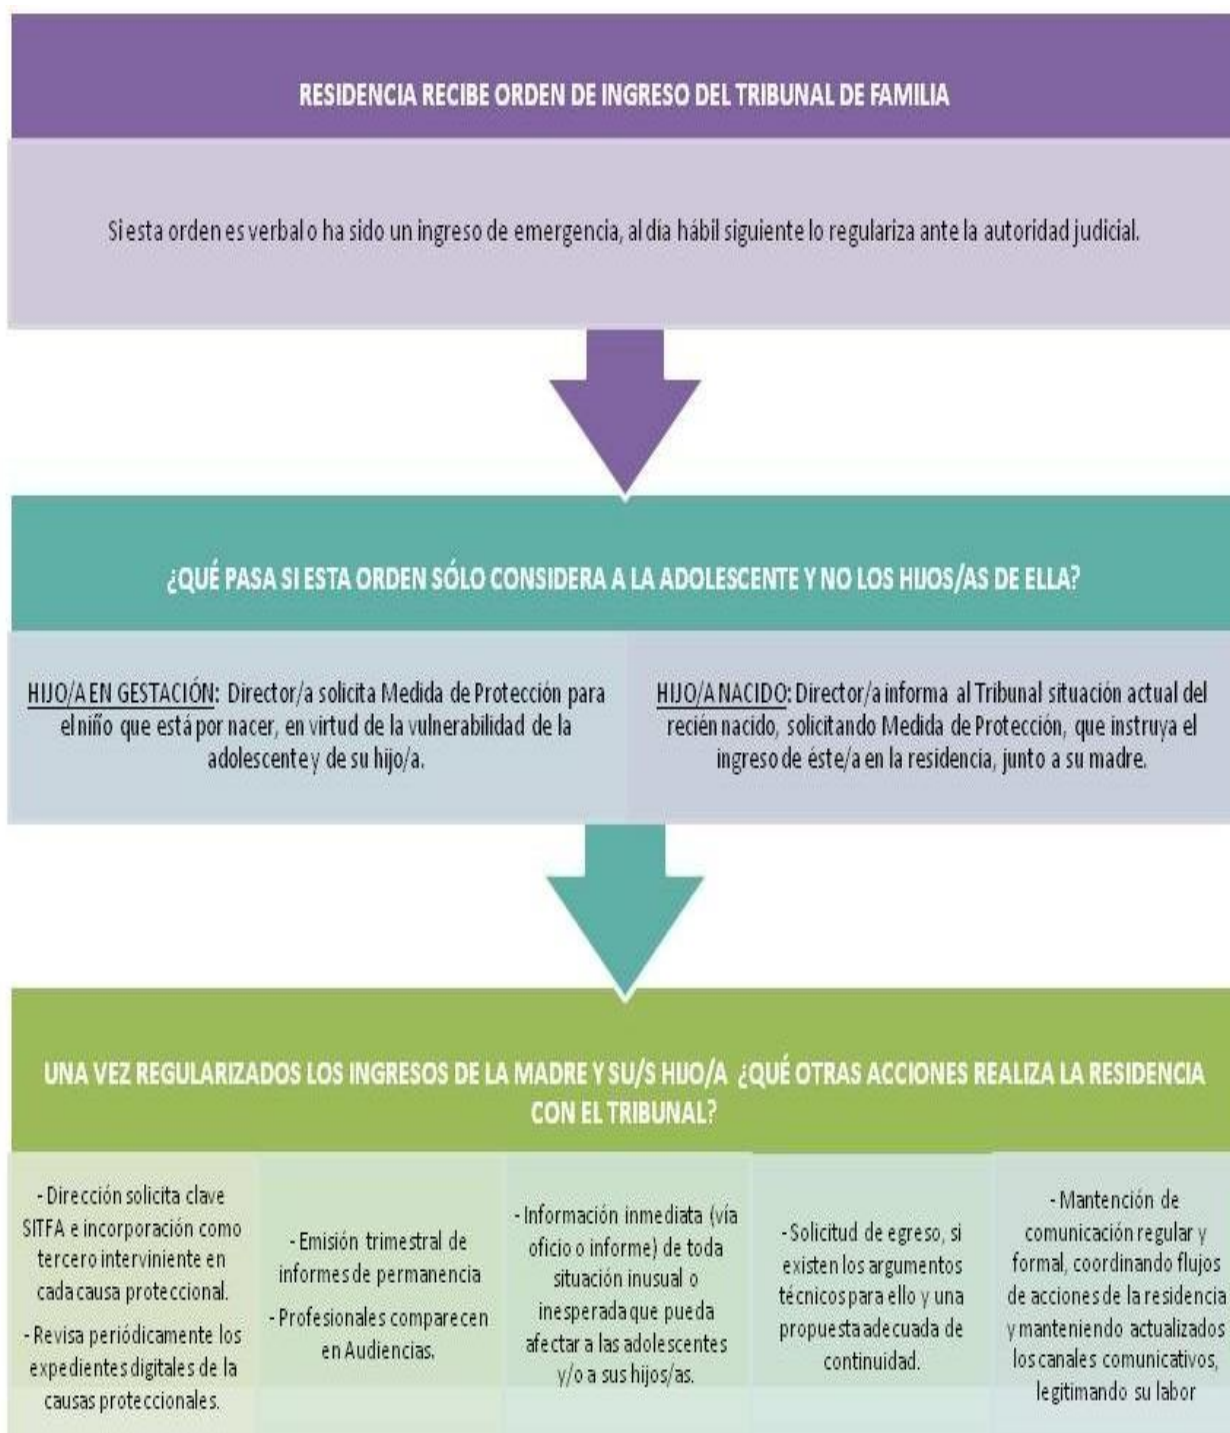 RESIDENCIA RECIBE ORDEN DE INGRESO DEL TRIBUNAL DE FAMILIA
Si esta orden es verbal o ha sido un ingreso de emergencia, al día hábil siguiente lo regulariza ante la autoridad judicial.
¿QUÉ PASA SI ESTA ORDEN SÓLO CONSIDERA A LA ADOLESCENTE Y NO LOS HIJOS/AS DE ELLA?
HIJO/A EN GESTACIÓN: Director/a solicita Medida de Protección para
el niño que está por nacer, en virtud de la vulnerabilidad de la
adolescente y de su hijo/a.
HIJO/A NACIDO: Director/a informa al Tribunal situación actual del
recién nacido, solicitando Medida de Protección, que instruya el
ingreso de éste/a en la residencia, junto a su madre.
UNA VEZ REGULARIZADOS LOS INGRESOS DE LA MADRE Y SU/S HIJO/A ¿QUÉ OTRAS ACCIONES REALIZA LA RESIDENCIA
CON EL TRIBUNAL?
- Dirección solicita clave
SITFA e incorporación como
tercero interviniente en
cada causa proteccional.
- Revisa periódicamente los
expedientes digitales de la
causas proteccionales.
- Emisión trimestral de
informes de permanencia
- Profesionales comparecen
en Audiencias.
- Información inmediata (vía
oficio o informe) de toda
situación inusual o
inesperada que pueda
afectar a las adolescentes
y/o a sus hijos/as.
- Solicitud de egreso, si
existen los argumentos
técnicos para ello y una
propuesta adecuada de
continuidad.
- Mantención de
comunicación regular y
formal, coordinando flujos
de acciones de la residencia
y manteniendo actualizados
los canales comunicativos,
legitimando su labor